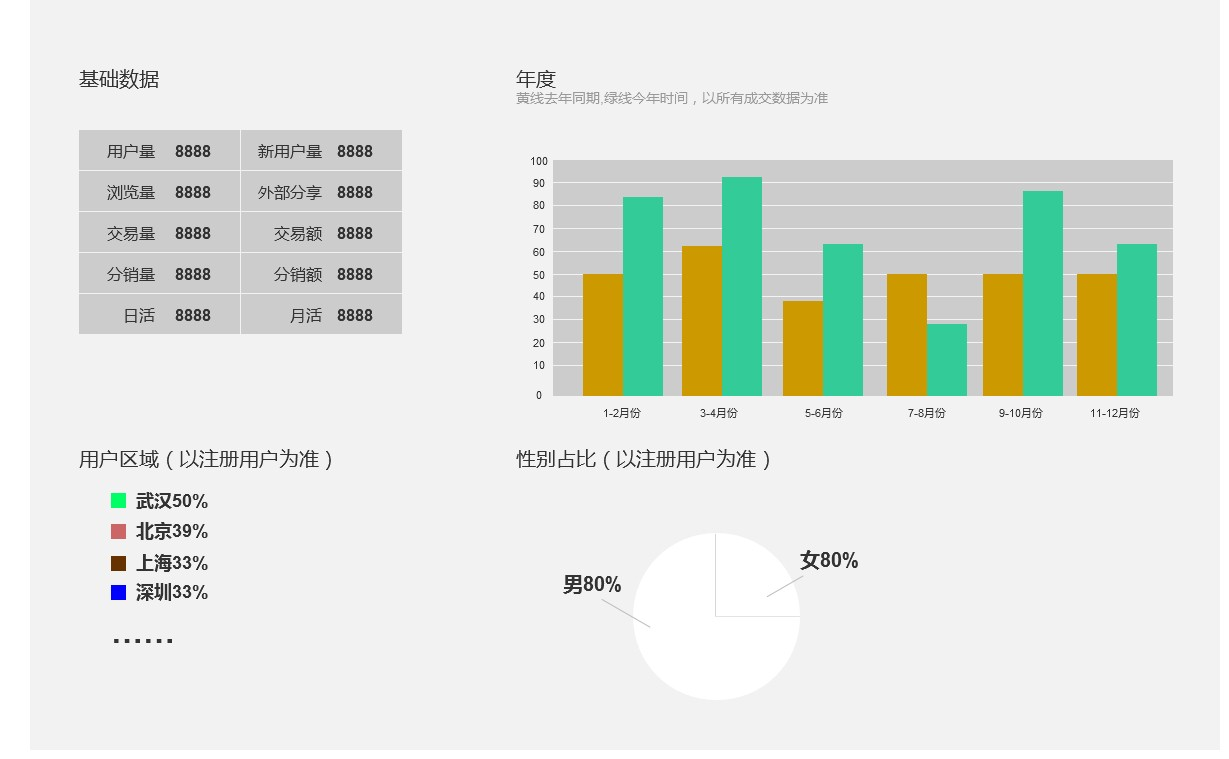 基础数据
用户量 8888 新用户量 8888
浏览量 8888 外部分享 8888
交易量 8888 交易额 8888
分销量 8888 分销额 8888
日活 8888 月活 8888
年度
黄线去年同期,绿线今年时间，以所有成交数据为准
100
90
80
70
60
50
40
30
20
10
0
1-2月份 3-4月份 5-6月份 7-8月份 9-10月份 11-12月份
用户区域（以注册用户为准）
武汉50%
北京39%
上海33%
深圳33%
......
性别占比（以注册用户为准）
女80%
男80%